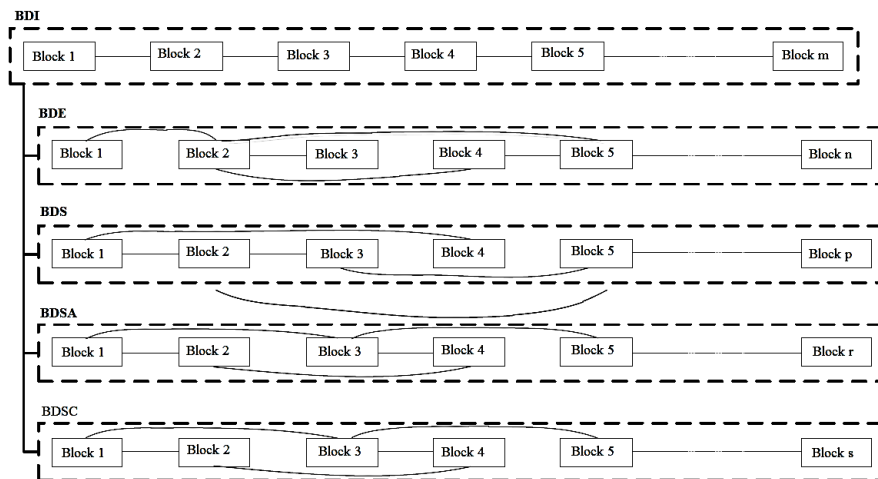 BDI
Block 1 Block 2 Block 3 Block 4 Block 5 Block m
BDE
Block 1 Block 2 Block 3 Block 4 Block 5 Block n
BDS
Block 1 Block 2 Block 3 Block 4 Block 5 Block p
BDSA
Block 1 Block 2 Block 3 Block 4 Block 5 Block r
BDSC
Block 1 Block 2 Block 3 Block 4 Block 5 Block s